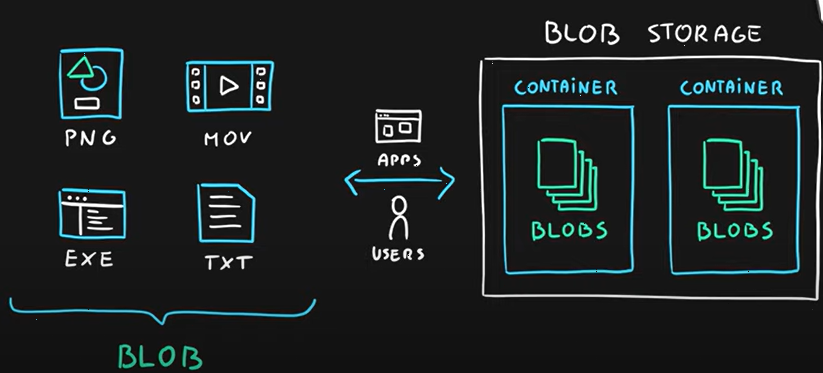 BLOB STORAGE
CONTAINER
CONTAINER
PNG
MOV
APPS
EXE
TXT
USERS
BLOBS
BLOBS
BLOB